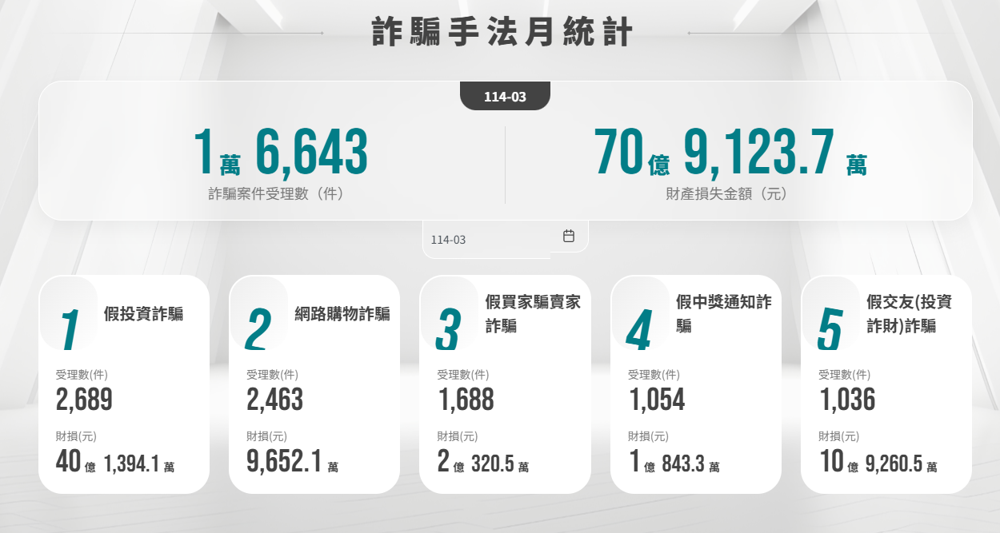 詐騙手法月統計
114-03
1萬 6,643
詐騙案件受理數（件）
70億 9,123.7 萬
財產損失金額（元）
114-03
1
假投資詐騙
受理數(件)
2,689
財損(元)
40 億 1,394.1 萬
2
網路購物詐騙
受理數(件)
2,463
財損(元)
9,652.1 萬
3
假買家騙賣家
詐騙
受理數(件)
1,688
財損(元)
2 億 320.5 萬
4
假中獎通知詐
騙
受理數(件)
1,054
財損(元)
1 億 843.3 萬
5
假交友(投資
詐財)詐騙
受理數(件)
1,036
財損(元)
10 億 9,260.5 萬